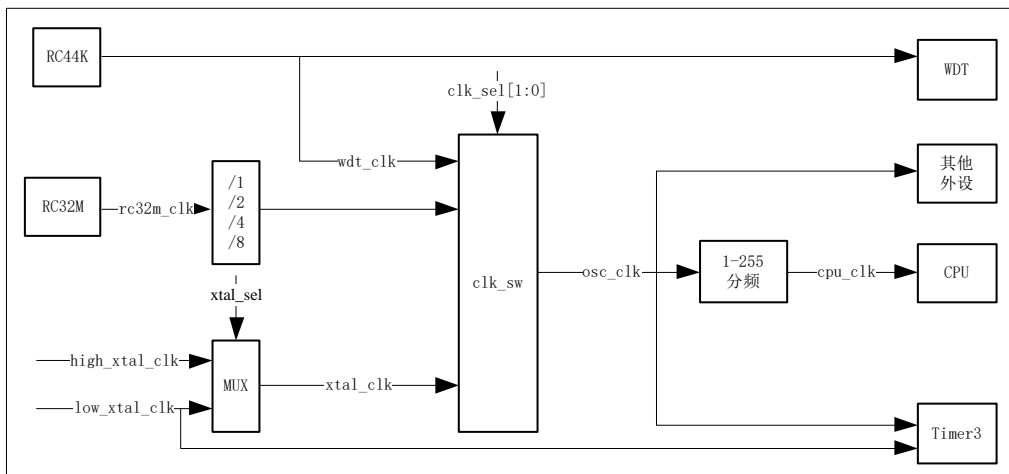 RC44K
WDT
clk_sel[1:0]
wdt_clk
其他
外设
RC32M
rc32m_clk
/1
/2
/4
/8
clk_sw
osc_clk
1-255
分频
cpu_clk
CPU
xtal_sel
high_xtal_clk
MUX
xtal_clk
low_xtal_clk
Timer3